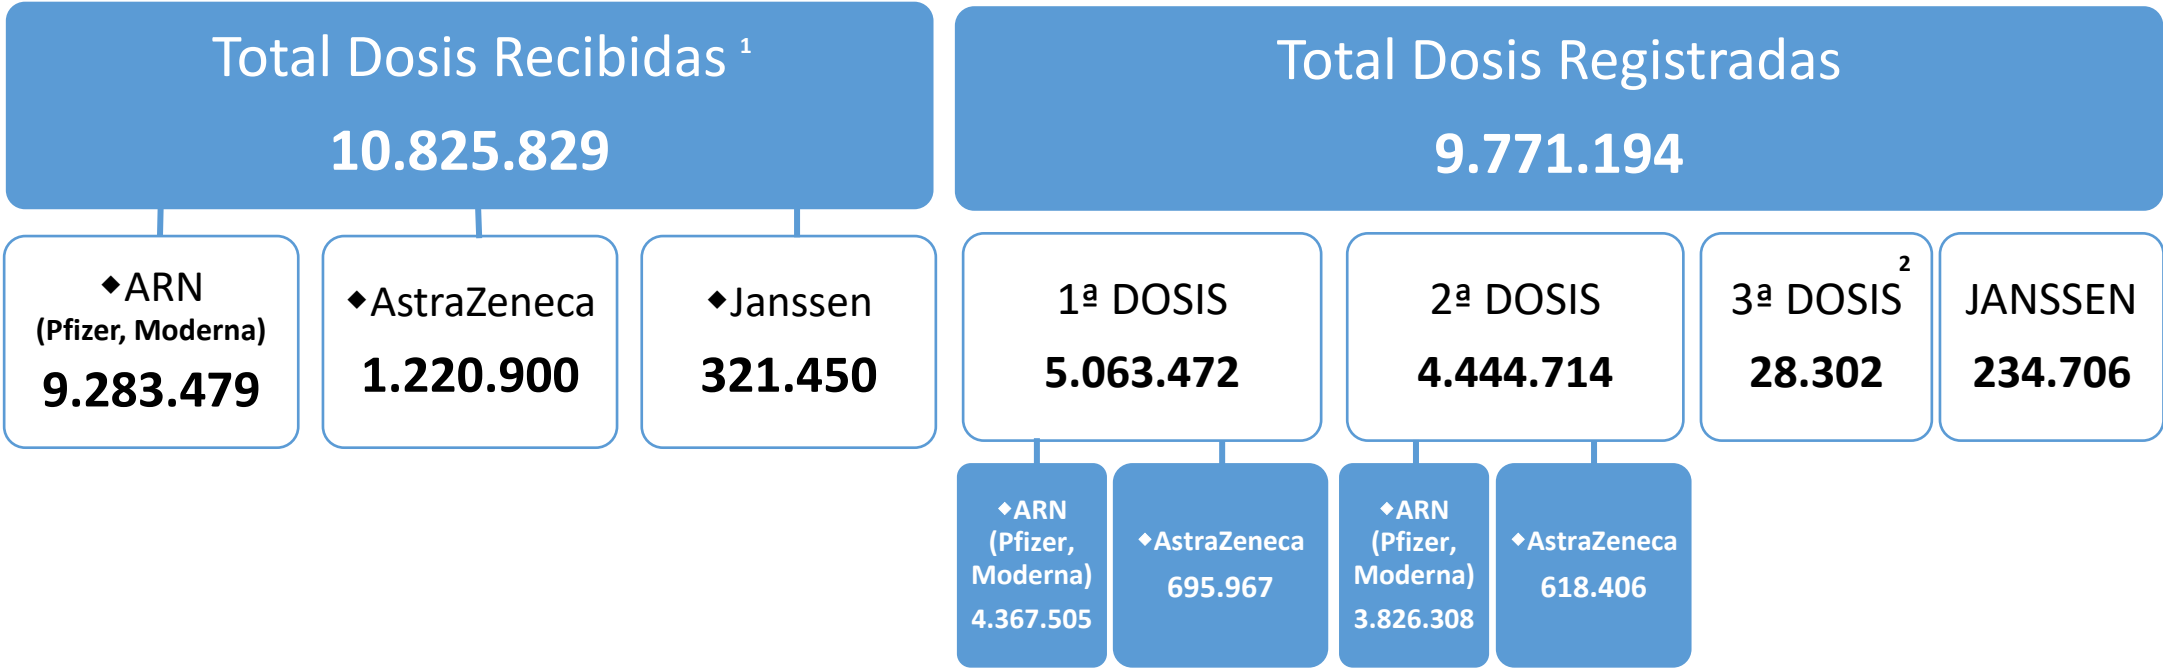 Total Dosis Recibidas 1
10.825.829
◆ARN
(Pfizer, Moderna)
9.283.479
◆AstraZeneca
1.220.900
◆Janssen
321.450
Total Dosis Registradas
9.771.194
1ª DOSIS
5.063.472
2ª DOSIS
4.444.714
3ª DOSIS 2
28.302
JANSSEN
234.706
◆ARN
(Pfizer,
Moderna)
4.367.505
◆AstraZeneca
695.967
◆ARN
(Pfizer,
Moderna)
3.826.308
◆AstraZeneca
618.406